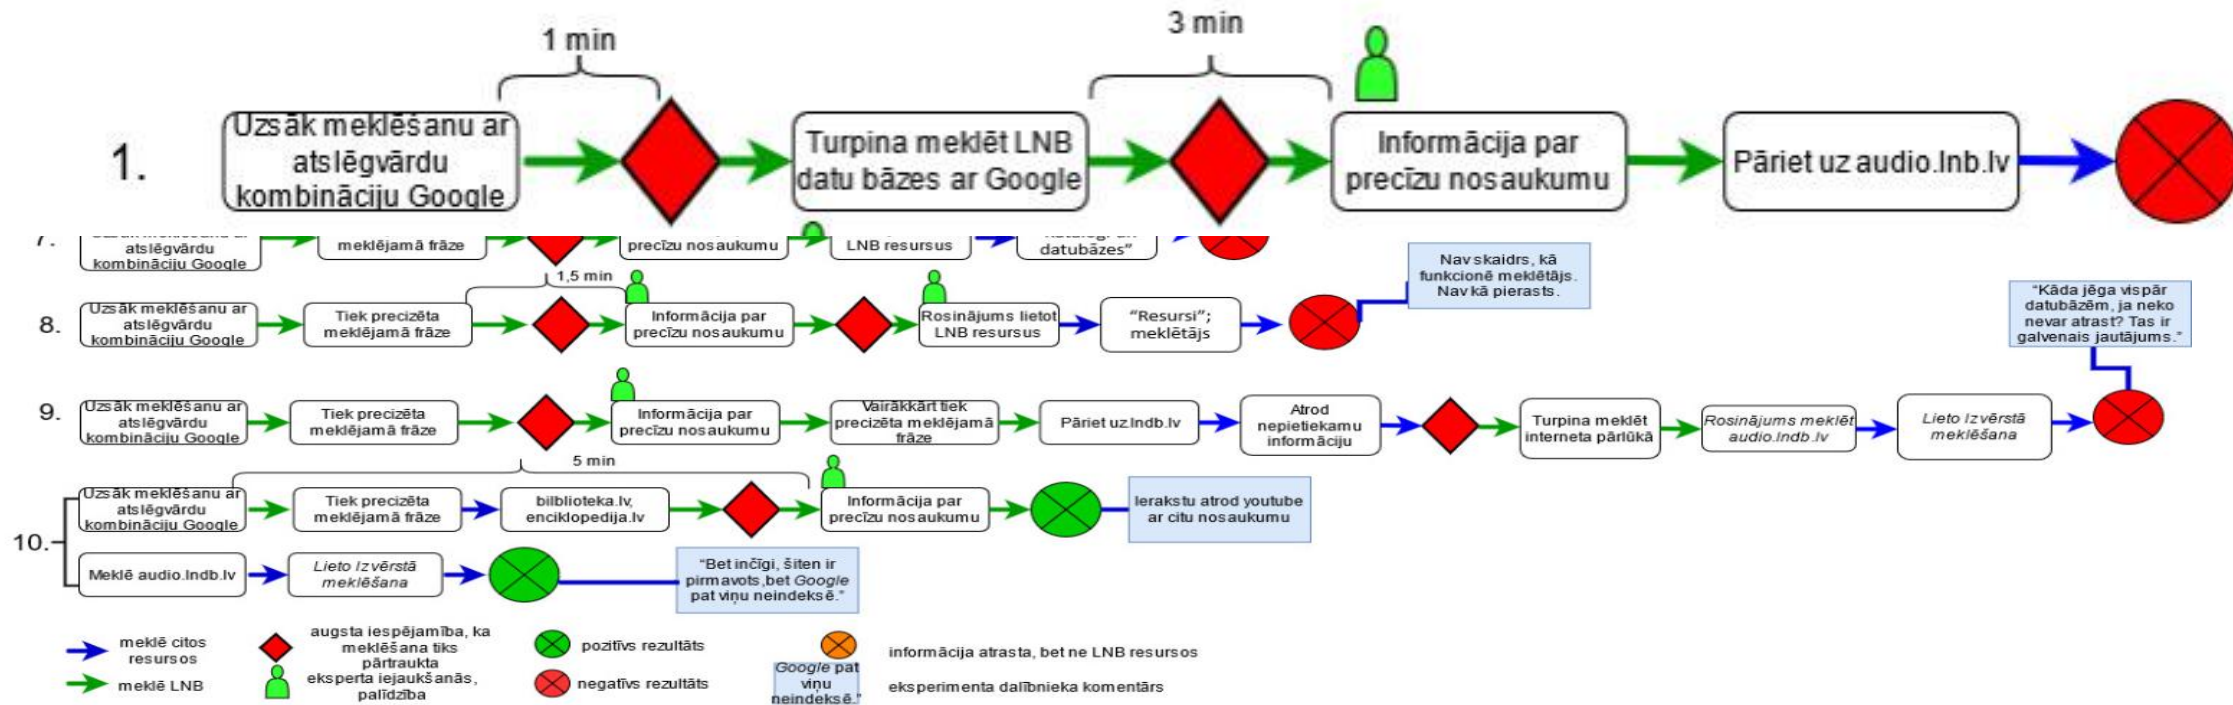 1 min
3 min
1.
Uzsāk meklēšanu ar
atslēgvārdu
kombināciju Google
Turpina meklēt LNB
datu bāzes ar Google
Informācija par
precīzu nosaukumu
Pāriet uz audio.lnb.lv
7.
atslēgvārdu
kombināciju Google
meklējamā frāze
precīzu nosaukumu
LNB resursus
datubāzes”
1,5 min
Nav skaidrs, kā
funkcionē meklētājs.
Nav kā pierasts.
8.
Uzsāk meklēšanu ar
atslēgvārdu
kombināciju Google
Tiek precizēta
meklējamā frāze
Informācija par
precīzu nosaukumu
Rosinājums lietot
LNB resursus
“Resursi”;
meklētājs
“Kāda jēga vispār
datubāzēm, ja neko
nevar atrast? Tas ir
galvenais jautājums.”
9.
Uzsāk meklēšanu ar
atslēgvārdu
kombināciju Google
Tiek precizēta
meklējamā frāze
Informācija par
precīzu nosaukumu
Vairākkārt tiek
precizēta meklējamā
frāze
Pāriet uz.lndb.lv
Atrod
nepietiekamu
informāciju
Turpina meklēt
interneta pārlūkā
Rosinājums meklēt
audio.lndb.lv
Lieto Izvērstā
meklēšana
5 min
10.
Uzsāk meklēšanu ar
atslēgvārdu
kombināciju Google
Tiek precizēta
meklējamā frāze
bilblioteka.lv,
enciklopedija.lv
Informācija par
precīzu nosaukumu
Ierakstu atrod youtube
ar citu nosaukumu
Meklē audio.lndb.lv
Lieto Izvērstā
meklēšana
“Bet inčīgi, šiten ir
pirmavots,bet Google
pat viņu neindeksē.”
meklē citos
resursos
meklē LNB
augsta iespējamība, ka
meklēšana tiks
pārtraukta
eksperta iejaukšanās,
palīdzība
pozitīvs rezultāts
negatīvs rezultāts
informācija atrasta, bet ne LNB resursos
Google pat
viņu
neindeksē.”
eksperimenta dalībnieka komentārs